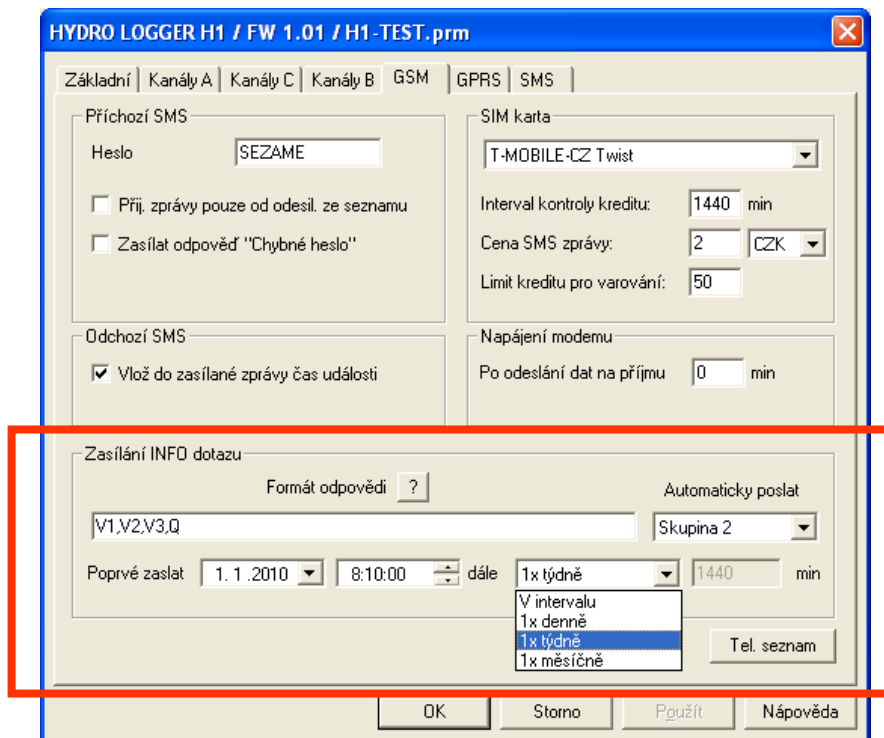 HYDRO LOGGER H1 / FW 1.01 / H1-TEST.prm
Základní Kanály A Kanály C Kanály B GSM GPRS SMS
Příchozí SMS
Heslo SEZAME
Přij. zprávy pouze od odesil. ze seznamu
Zasílat odpověď "Chybné heslo"
SIM karta
T-MOBILE-CZ Twist
Interval kontroly kreditu: 1440 min
Cena SMS zprávy: 2 CZK
Limit kreditu pro varování: 50
Odchozí SMS
Vlož do zasílané zprávy čas události
Napájení modemu
Po odeslání dat na příjmu 0 min
Zasílání INFO dotazu
Formát odpovědi ? Automaticky poslat
V1,V2,V3,Q Skupina 2
Poprvé zaslat 1. 1 .2010 8:10:00 dále 1x týdně 1440 min
V intervalu
1x denně
1x týdně
1x měsíčně
Tel. seznam
OK Storno Použít Nápověda